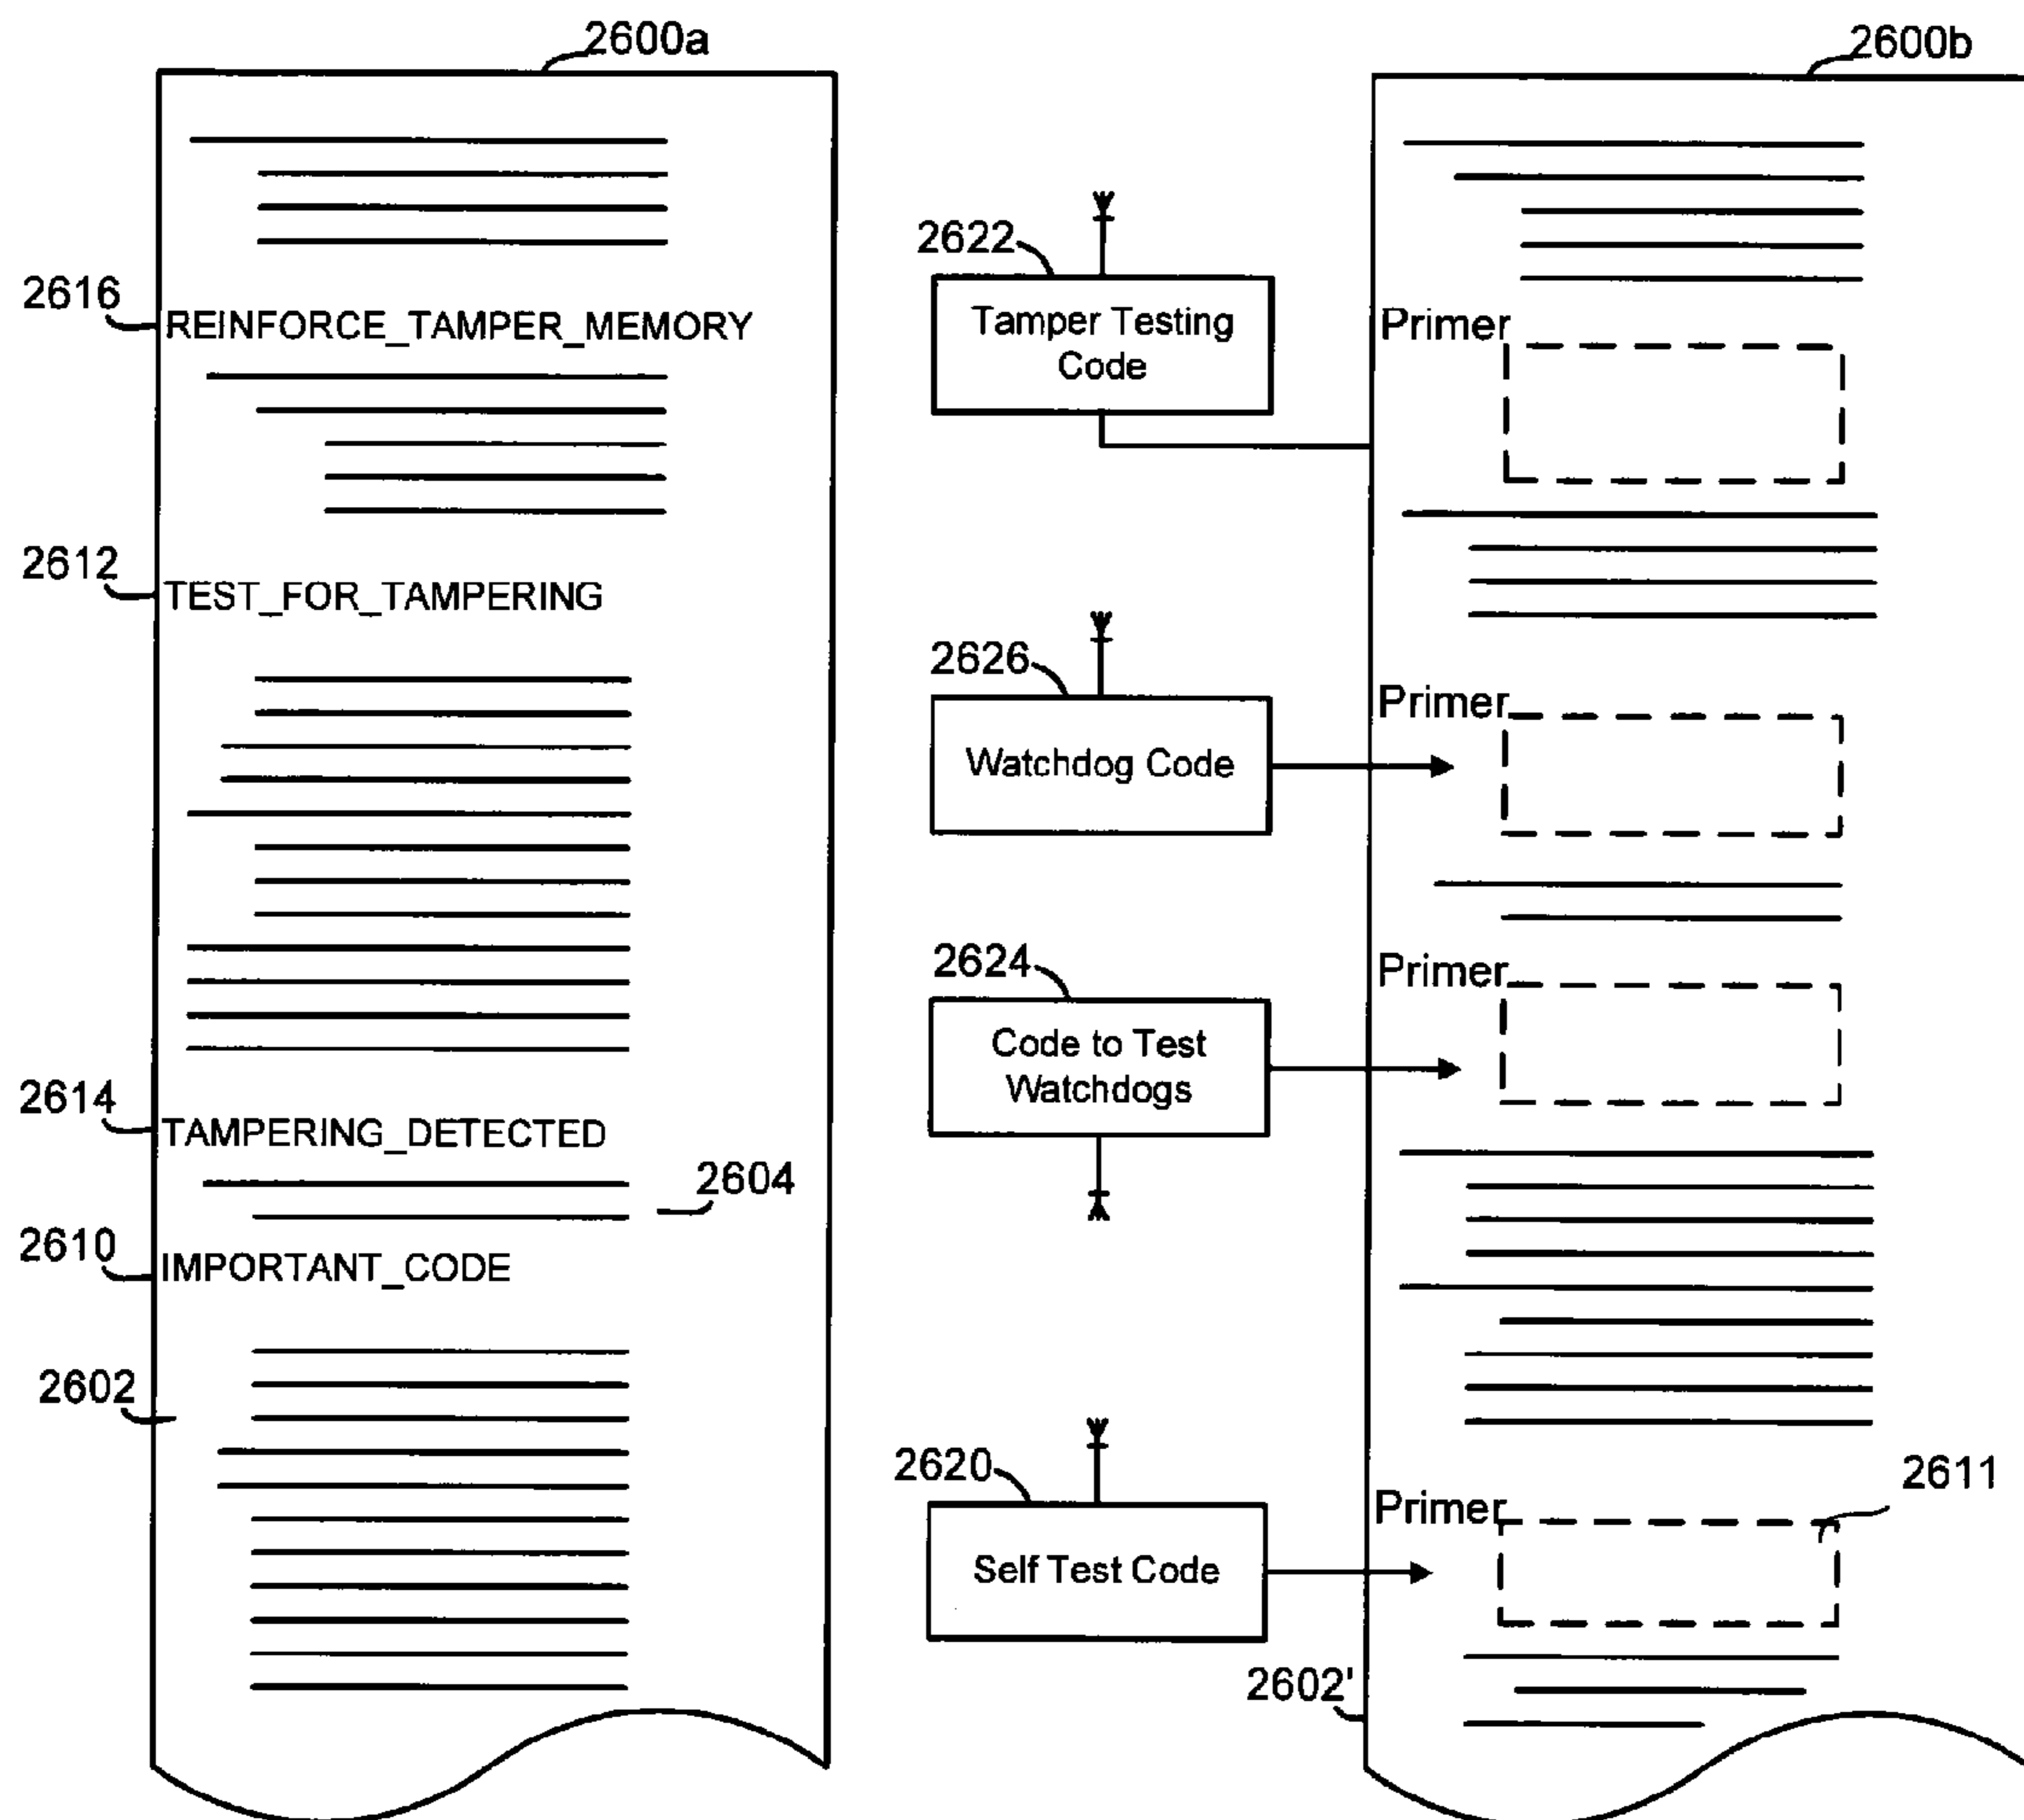 2600a
2616
REINFORCE_TAMPER_MEMORY
2612
TEST_FOR_TAMPERING
2614
TAMPERING_DETECTED
2604
2610
IMPORTANT_CODE
2602
2622
Tamper Testing
Code
2626
Watchdog Code
2624
Code to Test
Watchdogs
2620
Self Test Code
2602'
2600b
Primer
Primer
Primer
Primer
2611